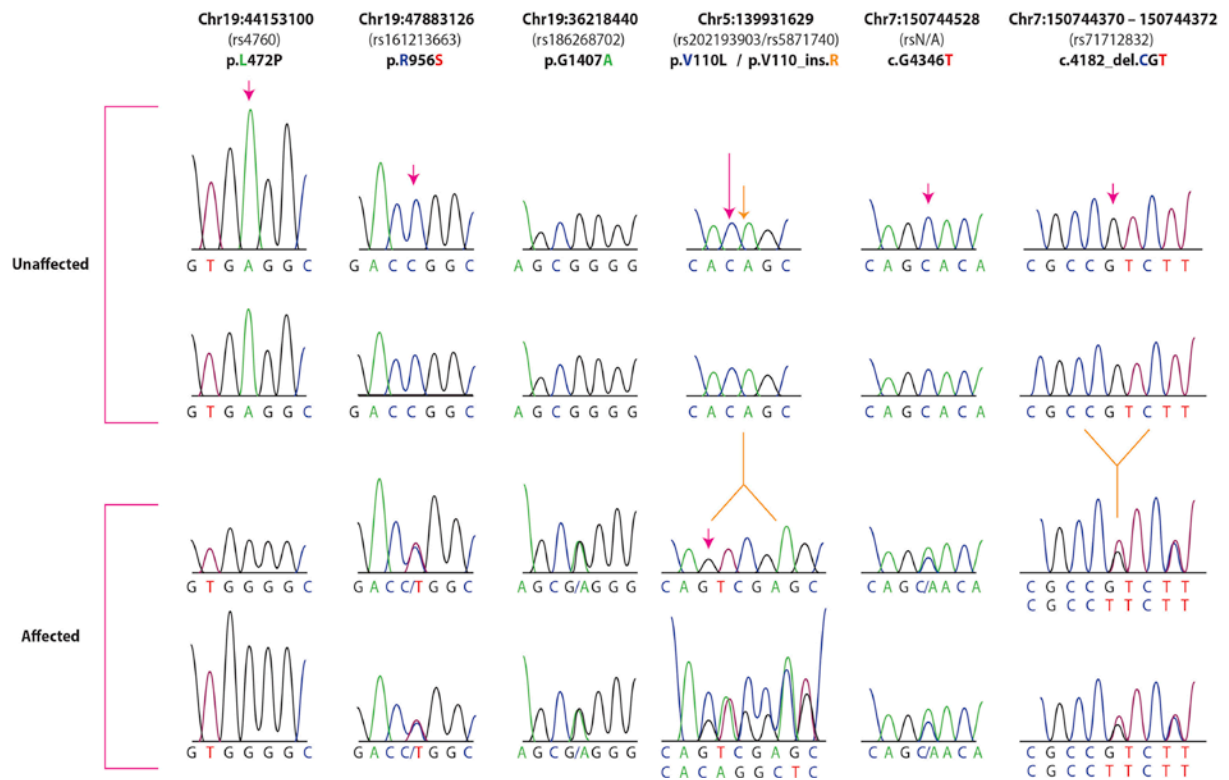 Chr19:44153100 Chr19:47883126 Chr19:36218440 Chr5:139931629 Chr7:150744528 Chr7:150744370 – 150744372
(rs4760) (rs161213663) (rs186268702) (rs202193903/rs5871740) (rsN/A) (rs71712832)
p.L472P p.R956S p.G1407A p.V110L / p.V110_ins.R c.G4346T c.4182_del.CGT
Unaffected
G T G A G G C G A C C G G C A G C G G G G C A C A G C C A G C A C A C G C C G T C T T
G T G A G G C G A C C G G C A G C G G G G C A C A G C C A G C A C A C G C C G T C T T
Affected
G T G G G G C G A C C/T G G C A G C G/A G G G C A G T C G A G C C A G C/A A C A C G C C G T C T T
C G C C T T C T T
G T G G G G C G A C C/T G G C A G C G/A G G G C A G T C G A G C C A G C/A A C A C G C C G T C T T
C A C A G G C T C C G C C T T C T T